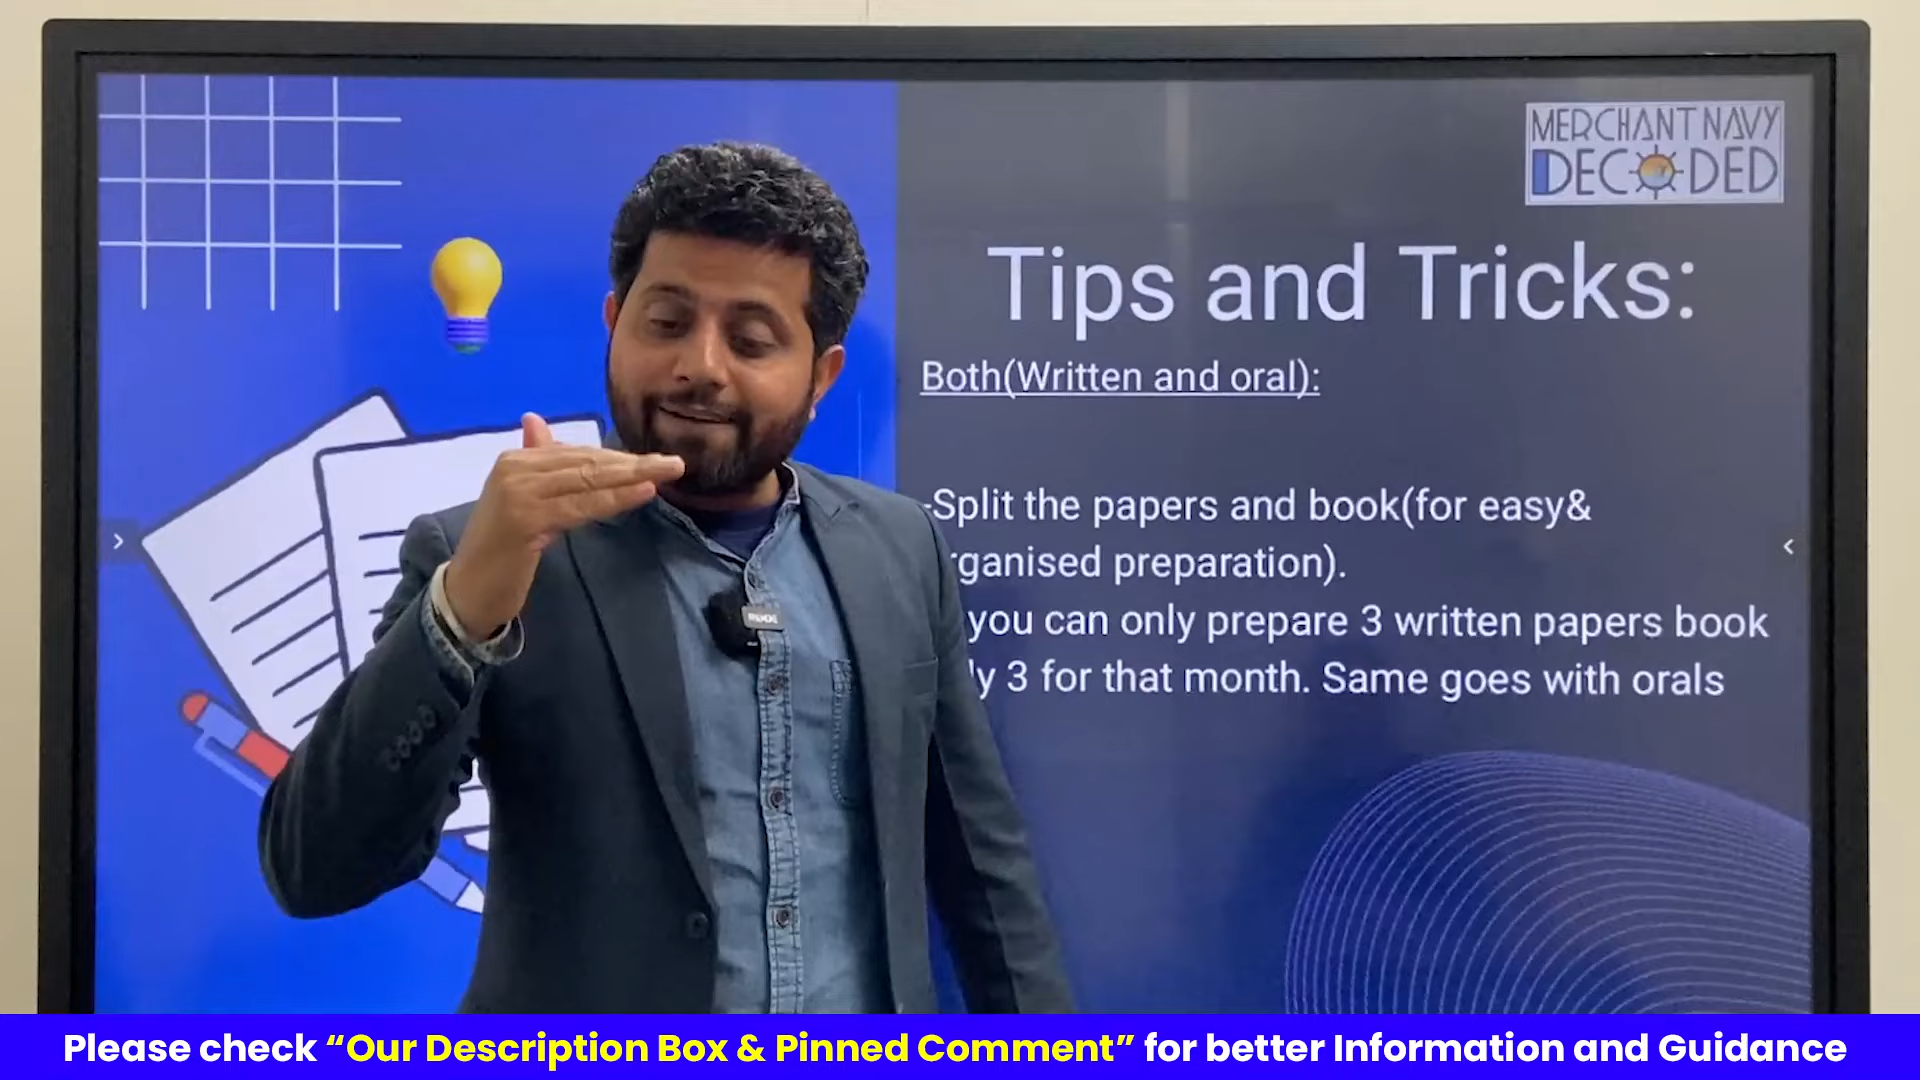 MERCHANT NAVY
DECODED
Tips and Tricks:
Both(Written and oral):
-Split the papers and book(for easy&
rganised preparation).
you can only prepare 3 written papers book
ly 3 for that month. Same goes with orals
Please check “Our Description Box & Pinned Comment” for better Information and Guidance